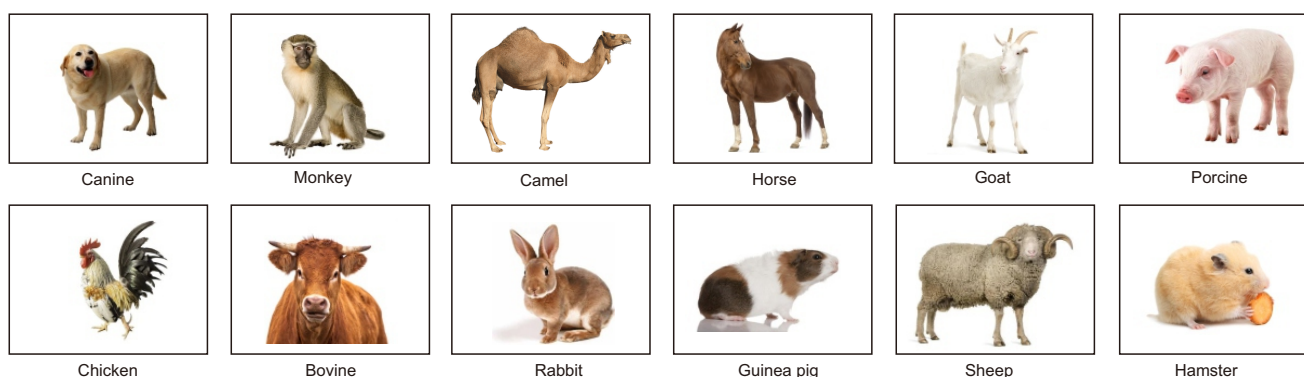 Canine
Monkey
Camel
Horse
Goat
Porcine
Chicken
Bovine
Rabbit
Guinea pig
Sheep
Hamster